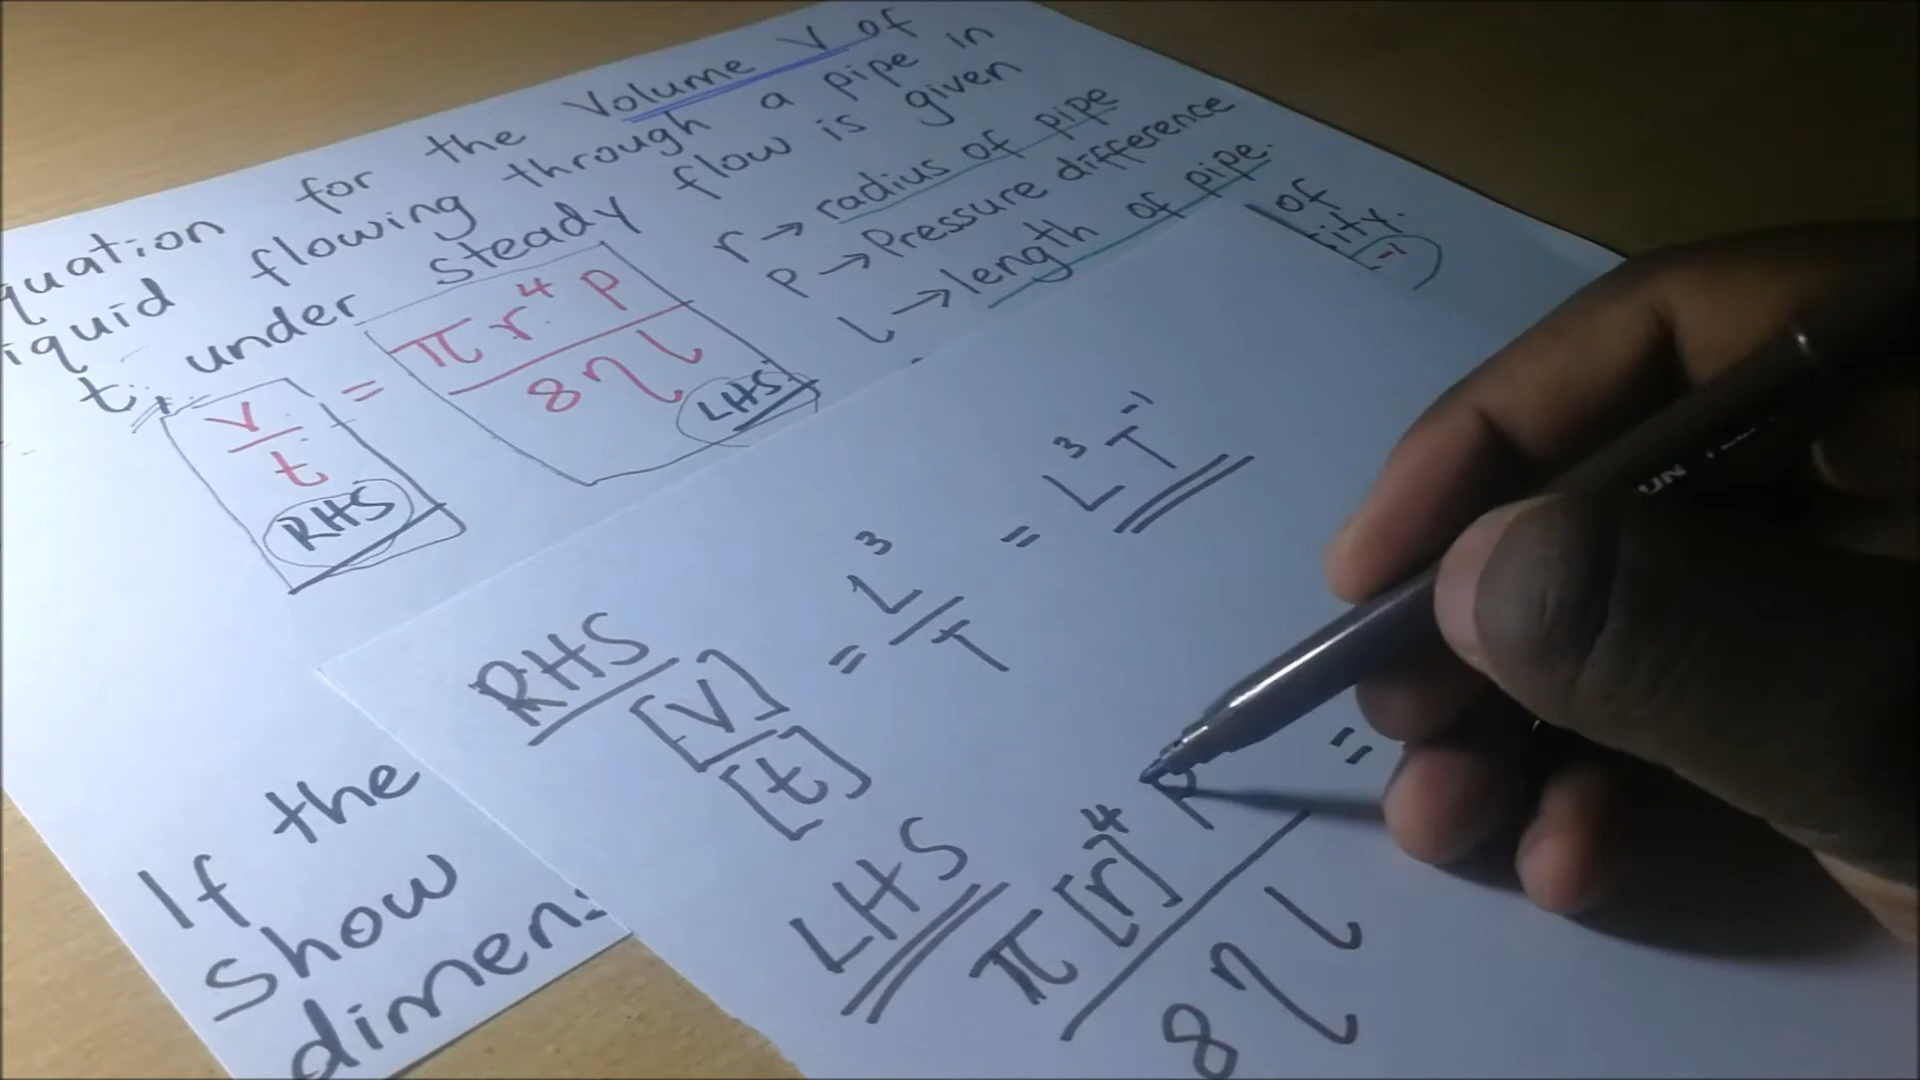 quation for the Volume V of
iquid flowing through a pipe in
t, under steady flow is given
V/t = πr⁴p/8ηl
RHS
LHS
r → radius of pipe
p → Pressure difference
l → length of pipe.
of
sity.
-1
RHS
[V]/[t] = L³/T = L³T⁻¹
LHS
π[r]⁴p/8ηl =
If the
show
dimens